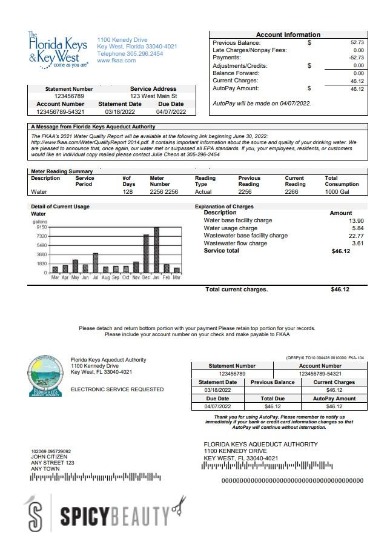 The
Florida Keys
& Key West
...come as you are®
1100 Kennedy Drive
Key West, Florida 33040-4021
Telephone 305.296.2454
www.fkaa.com
Account Information
Previous Balance: $ 52.73
Late Charges/Nonpay Fees: 0.00
Payments: -52.73
Adjustments/Credits: $ 0.00
Balance Forward: 0.00
Current Charges: 46.12
AutoPay Amount: $ 46.12
AutoPay will be made on 04/07/2022.
Statement Number Service Address
123456789 123 West Main St
Account Number Statement Date Due Date
123456789-54321 03/18/2022 04/07/2022
A Message from Florida Keys Aqueduct Authority
The FKAA's 2021 Water Quality Report will be available at the following link beginning June 30, 2022:
http://www.fkaa.com/WaterQualityReport 2014.pdf. It contains important information about the source and quality of your drinking water. We
are pleased to announce that, once again, our water met or surpassed all EPA standards. If you, your employees, residents, or customers
would like an individual copy mailed please contact Julie Cheon at 305-296-2454
Meter Reading Summary
Description Service Period No# of Days Meter Number Reading Type Previous Reading Current Reading Total Consumption
Water 128 2256 2256 Actual 2256 2266 1000 Gal
Detail of Current Usage
Water
gallons
9150
7300
5400
3600
1800
0
Mar Apr May Jun Jul Aug Sep Oct Nov Dec Jan Feb Mar
Explanation of Charges
Description Amount
Water base facility charge 13.90
Water usage charge 5.84
Wastewater base facility charge 22.77
Wastewater flow charge 3.61
Service total $46.12
Total current charges. $46.12
Please detach and return bottom portion with your payment Please retain top portion for your records.
Please include your account number on your check and make payable to FKAA
Florida Keys Aqueduct Authority
1100 Kennedy Drive
Key West, FL 33040-4021
ELECTRONIC SERVICE REQUESTED
Statement Number Account Number
123456789 123456789-54321
Statement Date Previous Balance Current Charges
03/18/2022 $46.12
Due Date Total Due AutoPay Amount
04/07/2022 $46.12 $46.12
Thank you for using AutoPay. Please remember to notify us
immediately if your bank or credit card information changes so that
AutoPay will continue without interruption.
JOHN CITIZEN
ANY STREET 123
ANY TOWN
FLORIDA KEYS AQUEDUCT AUTHORITY
1100 KENNEDY DRIVE
KEY WEST, FL 33040-4021
SPICYBEAUTY